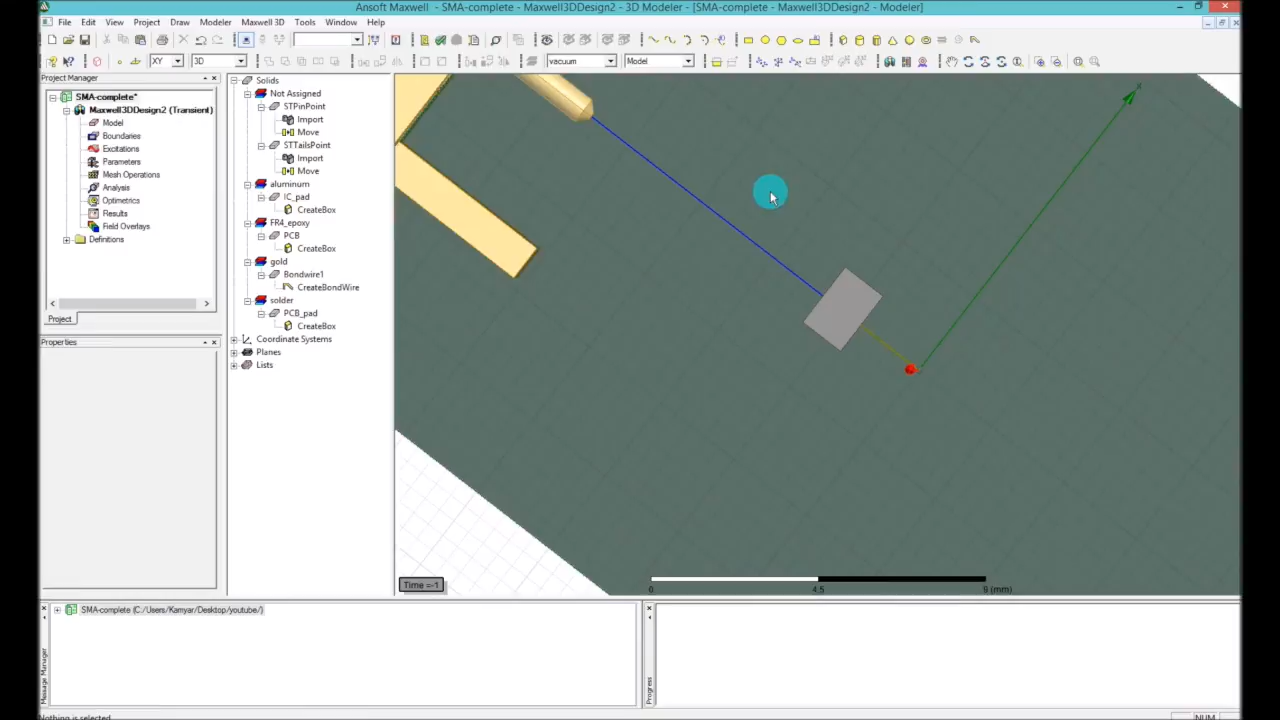 Ansoft Maxwell - SMA-complete - Maxwell3DDesign2 - 3D Modeler - [SMA-complete - Maxwell3DDesign2 - Modeler]
File Edit View Project Draw Modeler Maxwell 3D Tools Window Help
XY 3D vacuum Model
Project Manager
SMA-complete*
Maxwell3DDesign2 (Transient)
Model
Boundaries
Excitations
Parameters
Mesh Operations
Analysis
Optimetrics
Results
Field Overlays
Definitions
Project
Properties
Solids
Not Assigned
STPinPoint
Import
Move
STTailsPoint
Import
Move
aluminum
IC_pad
CreateBox
FR4_epoxy
PCB
CreateBox
gold
Bondwire1
CreateBondWire
solder
PCB_pad
CreateBox
Coordinate Systems
Planes
Lists
X
Time =-1
0 4.5 9 (mm)
Message Manager
SMA-complete (C:/Users/Kamyar/Desktop/youtube/)
Progress
Nothing is selected
NUM